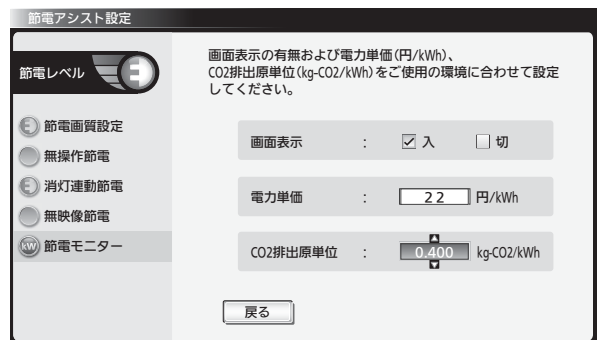 節電アシスト設定
節電レベル
節電画質設定
無操作節電
消灯連動節電
無映像節電
kW 節電モニター
画面表示の有無および電力単価(円/kWh)、
CO2排出原単位(kg-CO2/kWh)をご使用の環境に合わせて設定
してください。
画面表示 : 入 切
電力単価 : 22 円/kWh
CO2排出原単位 : 0.400 kg-CO2/kWh
戻る